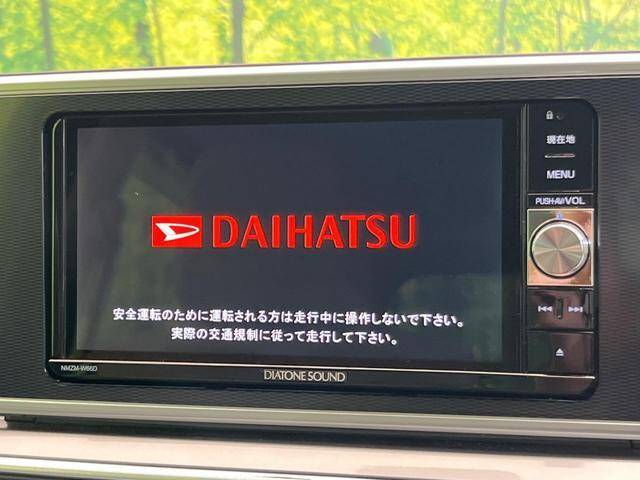 現在地
MENU
PUSH-AV/VOL
DAIHATSU
安全運転のために運転される方は走行中に操作しないで下さい。
実際の交通規制に従って走行して下さい。
NMZM-W66D
DIATONE SOUND